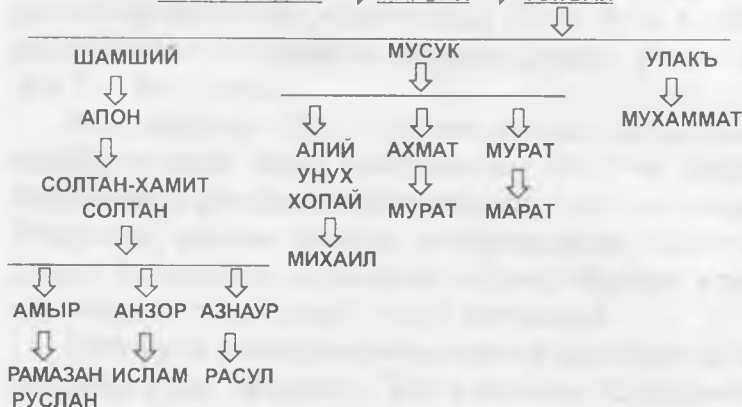 ШАМШИЙ МУСУК УЛАКЪ
АПОН МУХАММАТ
АЛИЙ АХМАТ МУРАТ
УНУХ
СОЛТАН-ХАМИТ ХОПАЙ МУРАТ МАРАТ
СОЛТАН
МИХАИЛ
АМЫР АНЗОР АЗНАУР
РАМАЗАН ИСЛАМ РАСУЛ
РУСЛАН